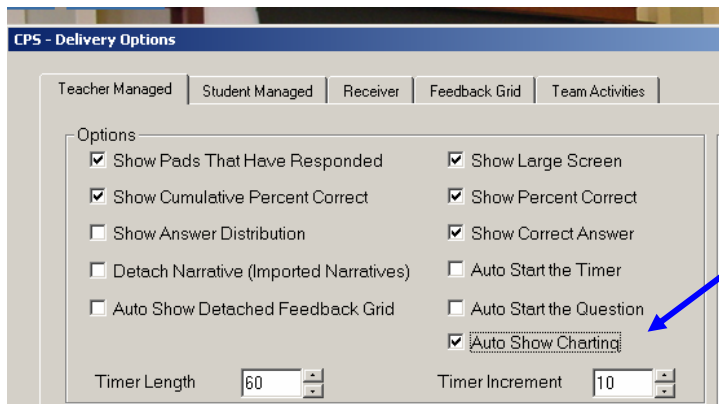 CPS - Delivery Options
Teacher Managed Student Managed Receiver Feedback Grid Team Activities
Options
Show Pads That Have Responded Show Large Screen
Show Cumulative Percent Correct Show Percent Correct
Show Answer Distribution Show Correct Answer
Detach Narrative (Imported Narratives) Auto Start the Timer
Auto Show Detached Feedback Grid Auto Start the Question
Auto Show Charting
Timer Length 60 Timer Increment 10